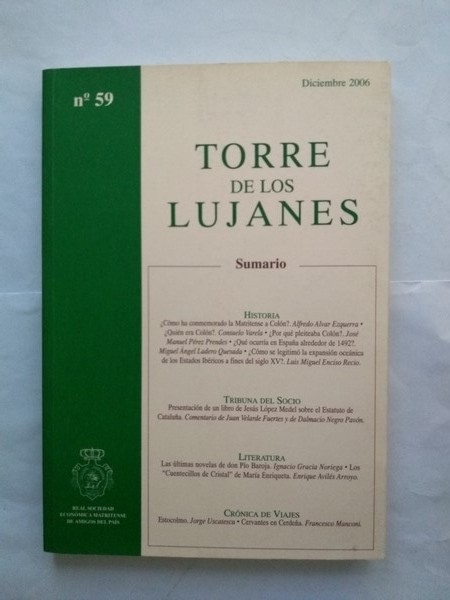 nº 59
Diciembre 2006
TORRE
DE LOS
LUJANES
Sumario
HISTORIA
¿Cómo ha conmemorado la Matritense a Colón?. Alfredo Alvar Ezquerra •
¿Quién era Colón?. Consuelo Varela • ¿Por qué pleiteaba Colón?. José
Manuel Pérez Prendes • ¿Qué ocurría en España alrededor de 1492?.
Miguel Ángel Ladero Quesada • ¿Cómo se legitimó la expansión oceánica
de los Estados Ibéricos a fines del siglo XV?. Luis Miguel Enciso Recio.
TRIBUNA DEL SOCIO
Presentación de un libro de Jesús López Medel sobre el Estatuto de
Cataluña. Comentario de Juan Velarde Fuertes y de Dalmacio Negro Pavón.
LITERATURA
Las últimas novelas de don Pío Baroja. Ignacio Gracia Noriega • Los
“Cuentecillos de Cristal” de María Enriqueta. Enrique Avilés Arroyo.
CRÓNICA DE VIAJES
Estocolmo. Jorge Uscatescu • Cervantes en Cerdeña. Francesco Manconi.
REAL SOCIEDAD
ECONÓMICA MATRITENSE
DE AMIGOS DEL PAÍS